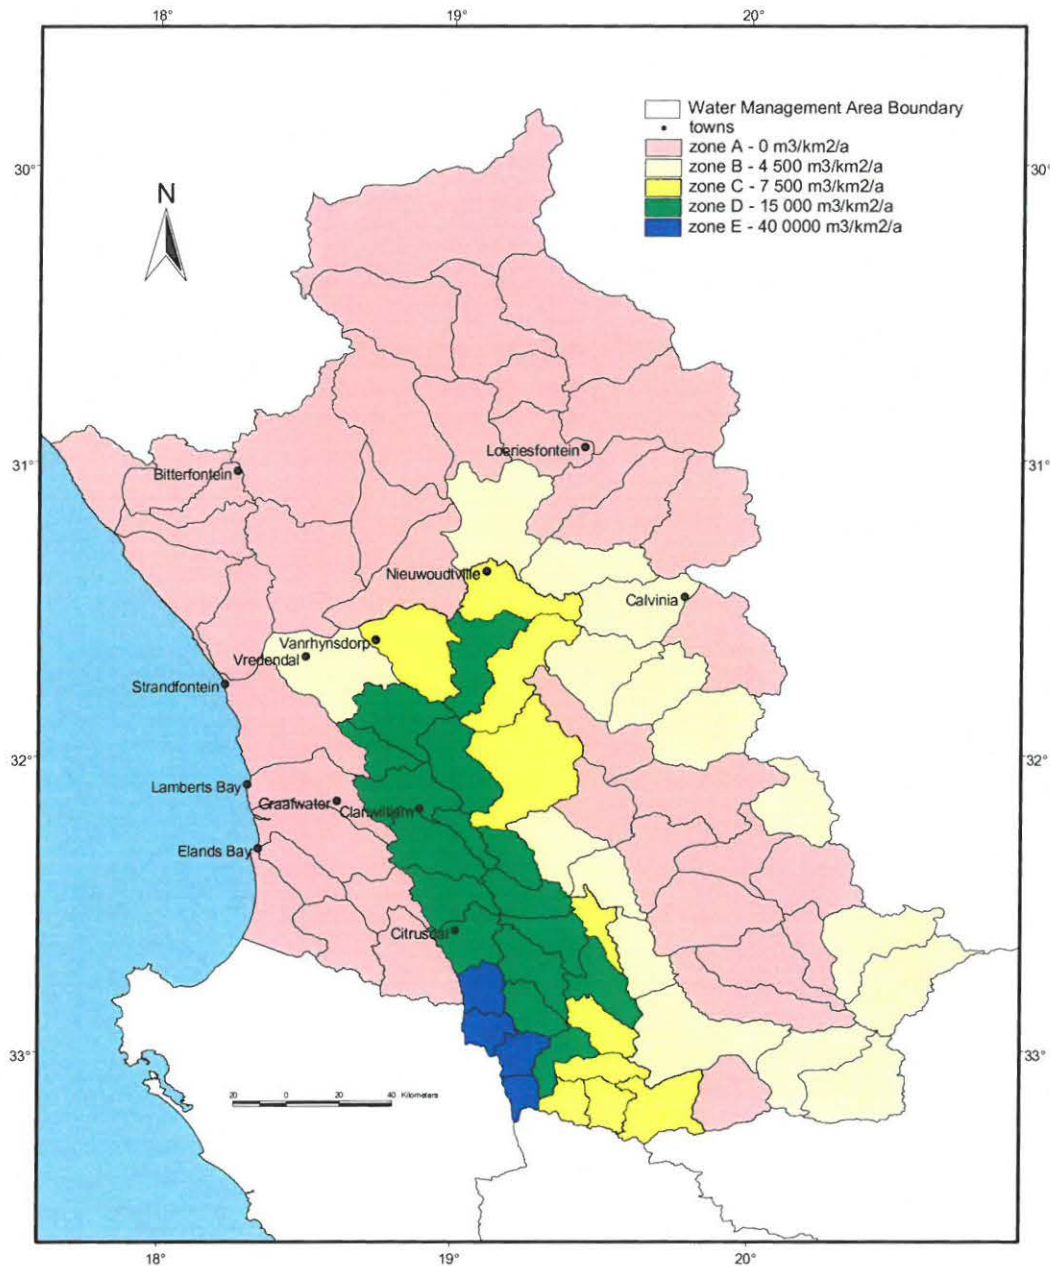 18°
19°
20°
Water Management Area Boundary
towns
zone A - 0 m3/km2/a
zone B - 4 500 m3/km2/a
zone C - 7 500 m3/km2/a
zone D - 15 000 m3/km2/a
zone E - 40 0000 m3/km2/a
30°
30°
N
Loeriesfontein
31°
31°
Bitterfontein
Nieuwoudtville
Calvinia
Vanrhynsdorp
Vredendal
Strandfontein
32°
32°
Lamberts Bay
Graafwater
Clanwilliam
Elands Bay
Citrusdal
33°
33°
20 0 20 40 Kilometers
18°
19°
20°